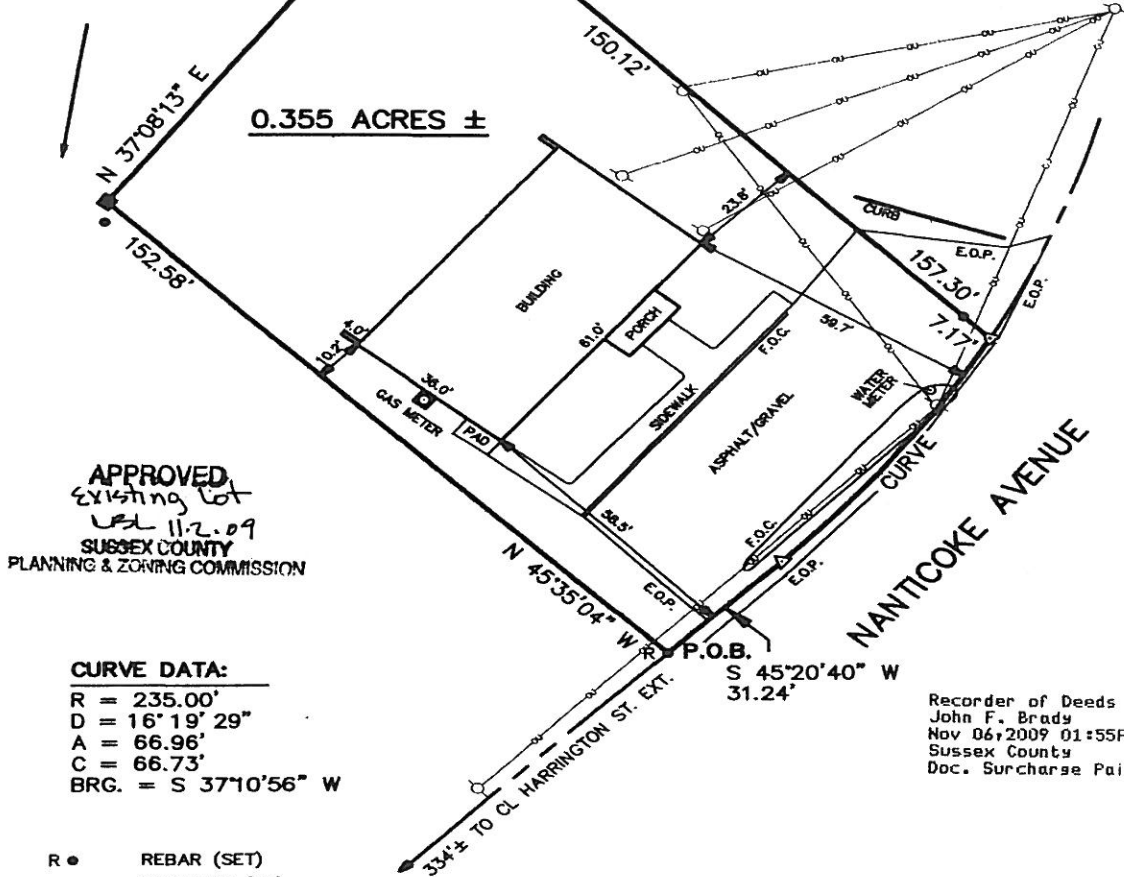 150.12'
N 37°08'13" E
0.355 ACRES ±
152.58'
23.8'
CURB
E.O.P.
157.30'
E.O.P.
7.17'
BUILDING
PORCH
61.0'
59.7'
F.O.C.
4.0'
10.2'
36.0'
GAS METER
PAD
SIDEWALK
WATER METER
ASPHALT/GRAVEL
58.5'
F.O.C.
CURVE
E.O.P.
E.O.P.
NANTICOKE AVENUE
N 45°35'04" W
APPROVED
Existing Lot
11.2.09
SUSSEX COUNTY
PLANNING & ZONING COMMISSION
R P.O.B.
S 45°20'40" W
31.24'
334'± TO CL HARRINGTON ST. EXT.
CURVE DATA:
R = 235.00'
D = 16°19'29"
A = 66.96'
C = 66.73'
BRG. = S 37°10'56" W
Recorder of Deeds
John F. Brady
Nov 06,2009 01:55P
Sussex County
Doc. Surcharge Pai
R REBAR (SET)